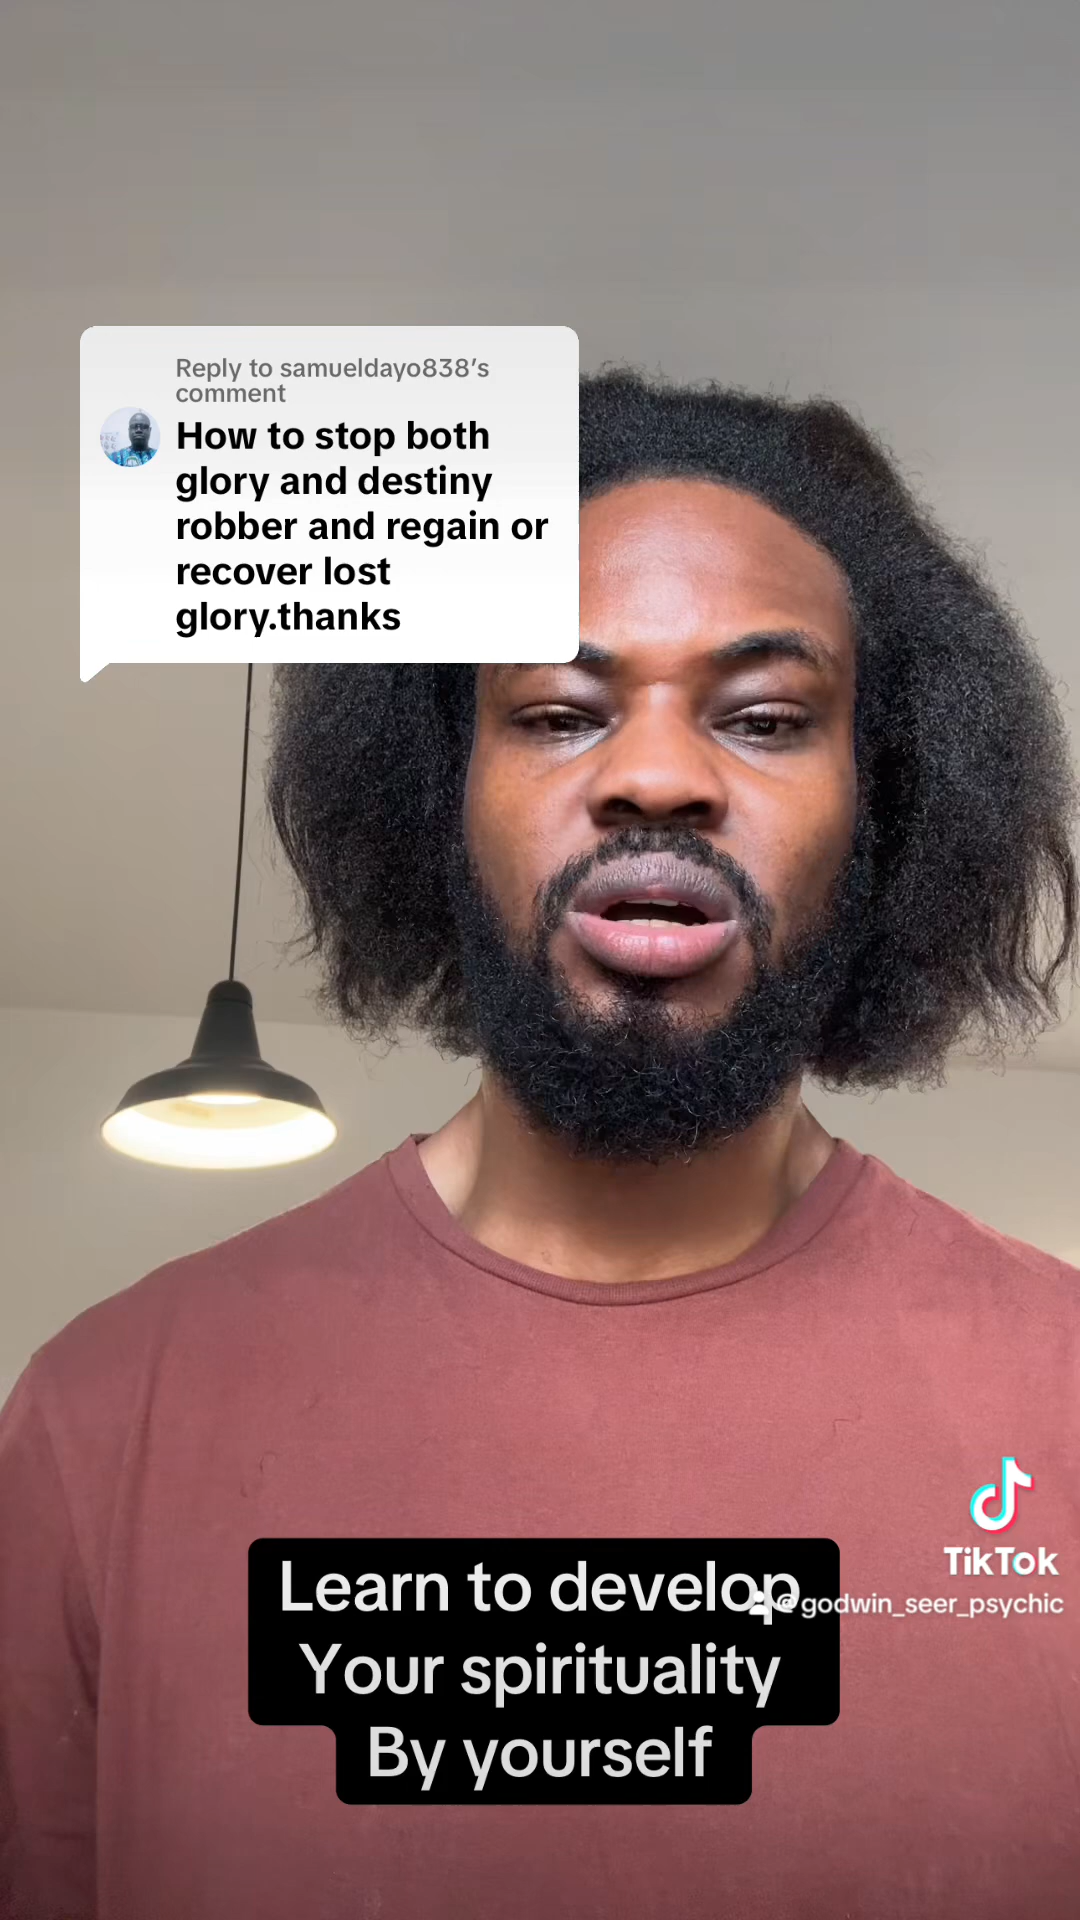 Reply to samueldayo838’s
comment
How to stop both
glory and destiny
robber and regain or
recover lost
glory.thanks
TikTok
@godwin_seer_psychic
Learn to develop
Your spirituality
By yourself